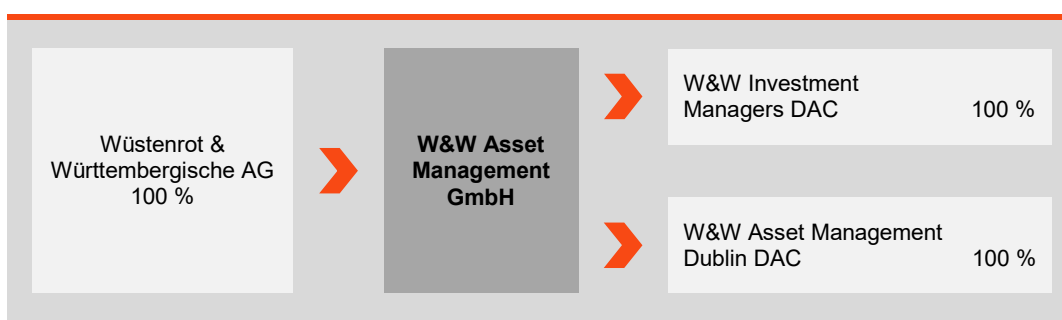 Wüstenrot &
Württembergische AG
100 %
W&W Asset
Management
GmbH
W&W Investment
Managers DAC 100 %
W&W Asset Management
Dublin DAC 100 %